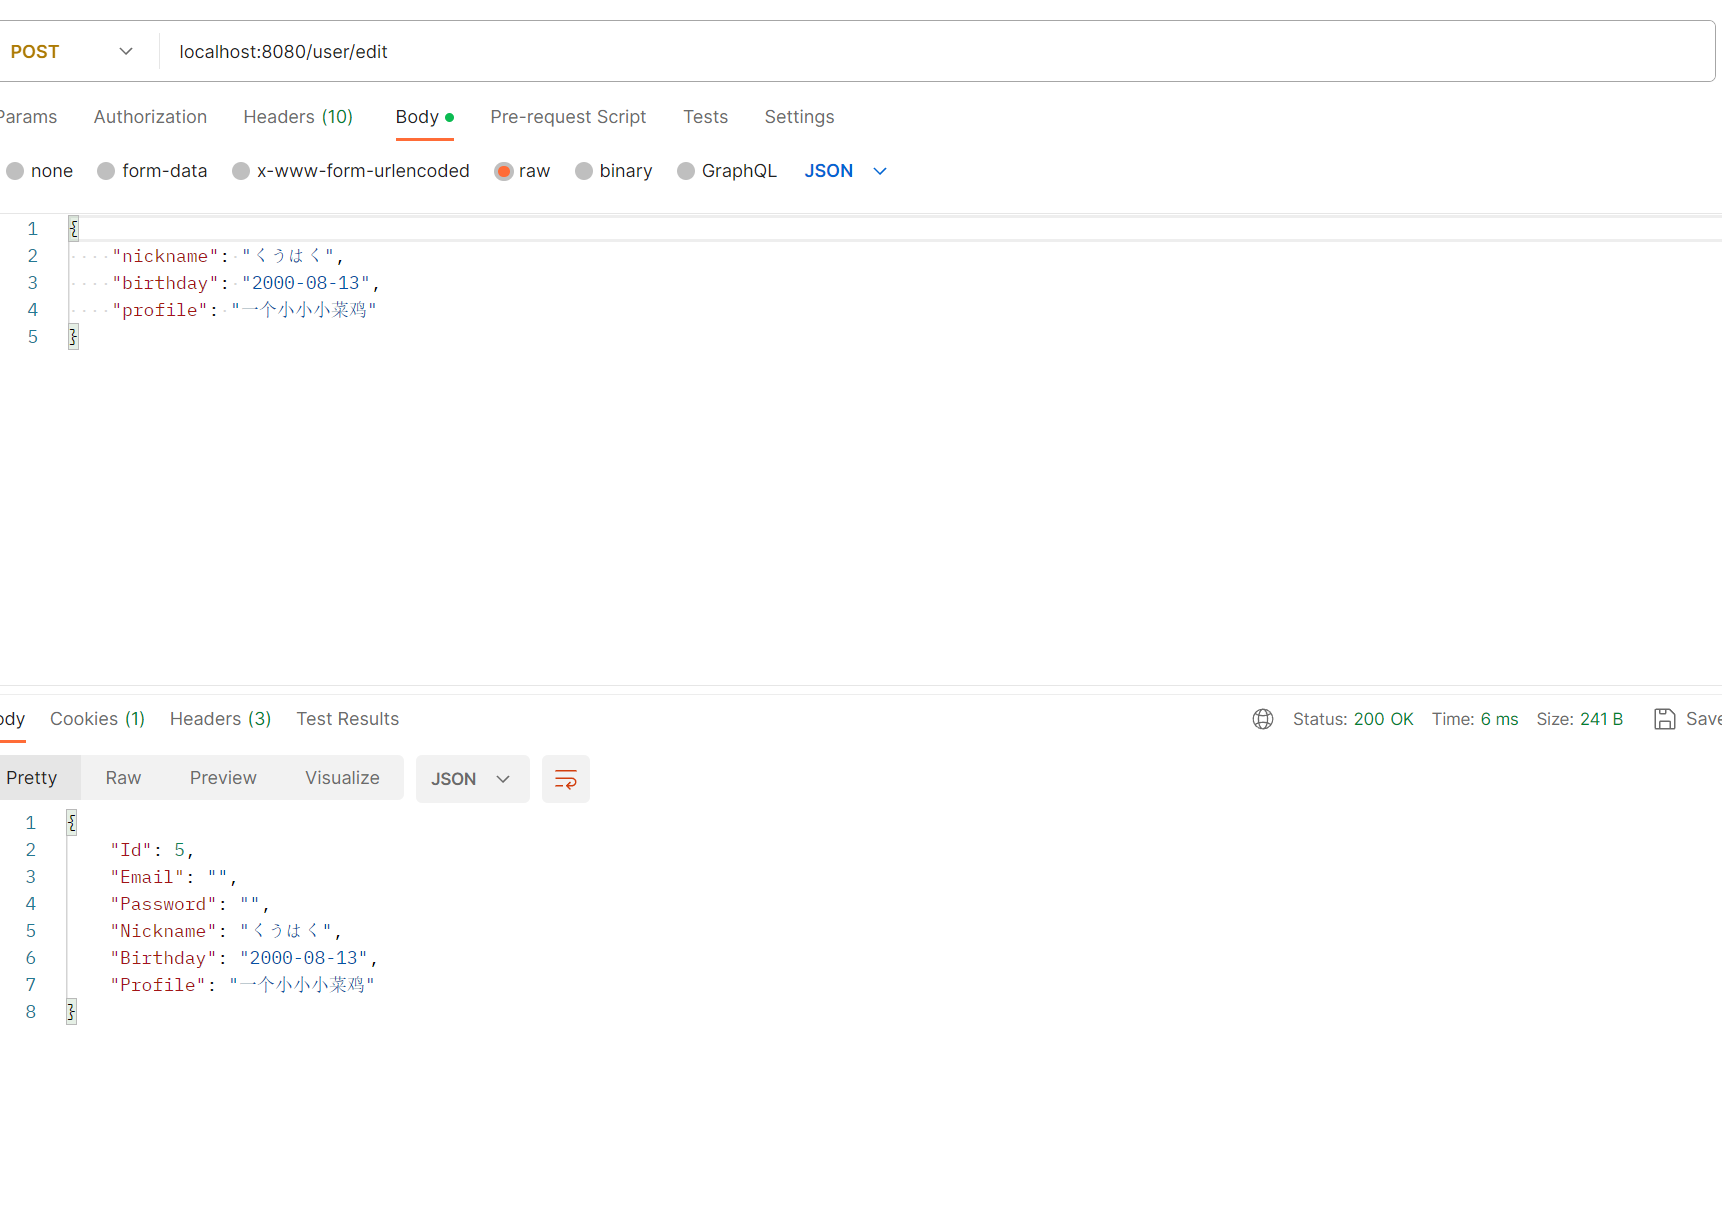 POST localhost:8080/user/edit
Params Authorization Headers (10) Body Pre-request Script Tests Settings
none form-data x-www-form-urlencoded raw binary GraphQL JSON
1 {
2 "nickname": "くうはく",
3 "birthday": "2000-08-13",
4 "profile": "一个小小小菜鸡"
5 }
ody Cookies (1) Headers (3) Test Results Status: 200 OK Time: 6 ms Size: 241 B Save
Pretty Raw Preview Visualize JSON
1 {
2 "Id": 5,
3 "Email": "",
4 "Password": "",
5 "Nickname": "くうはく",
6 "Birthday": "2000-08-13",
7 "Profile": "一个小小小菜鸡"
8 }